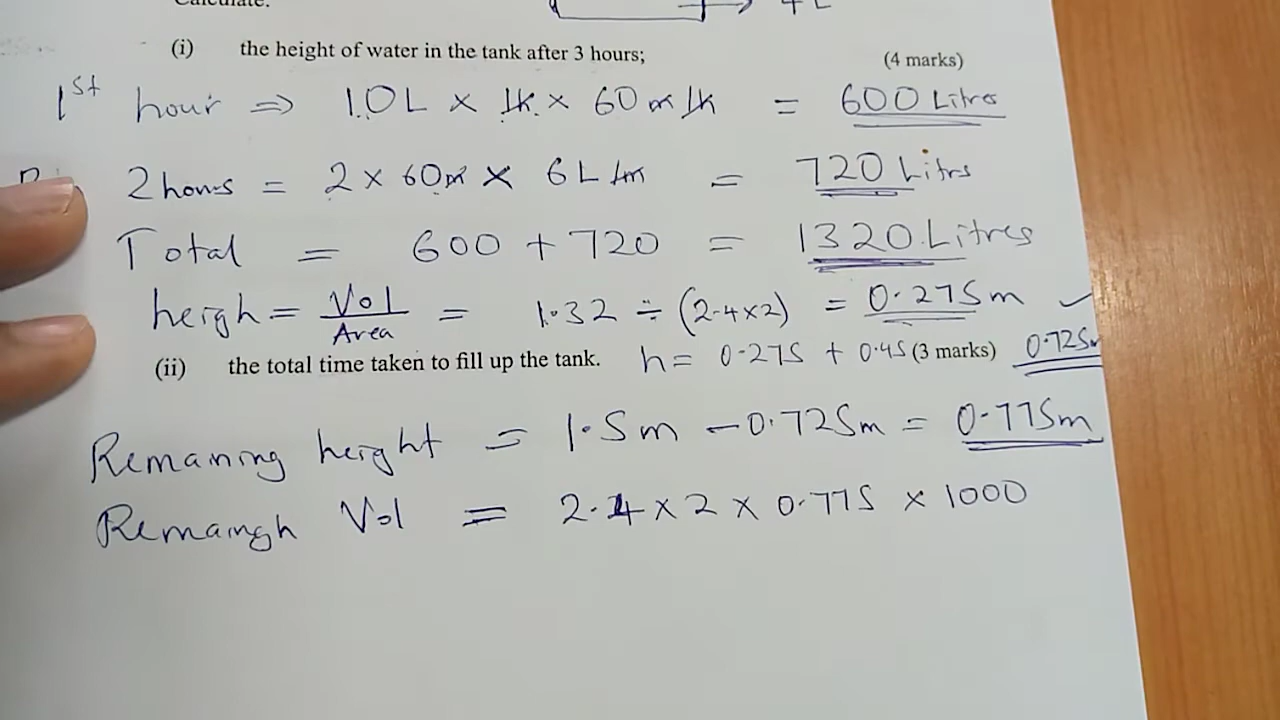 Calculate:
+L
(i) the height of water in the tank after 3 hours; (4 marks)
1st hour ⇒ 10L × 1h × 60m/h = 600 Litres
2 hours = 2 × 60m × 6L/m = 720 Litrs
Total = 600 + 720 = 1320 Litres
heigh = Vol/Area = 1.32 ÷ (2.4×2) = 0.275m ✓
(ii) the total time taken to fill up the tank. (3 marks)
h = 0.275 + 0.45 0.725m
Remaning height = 1.5m - 0.725m = 0.775m
Remaingh Vol = 2.4 × 2 × 0.775 × 1000